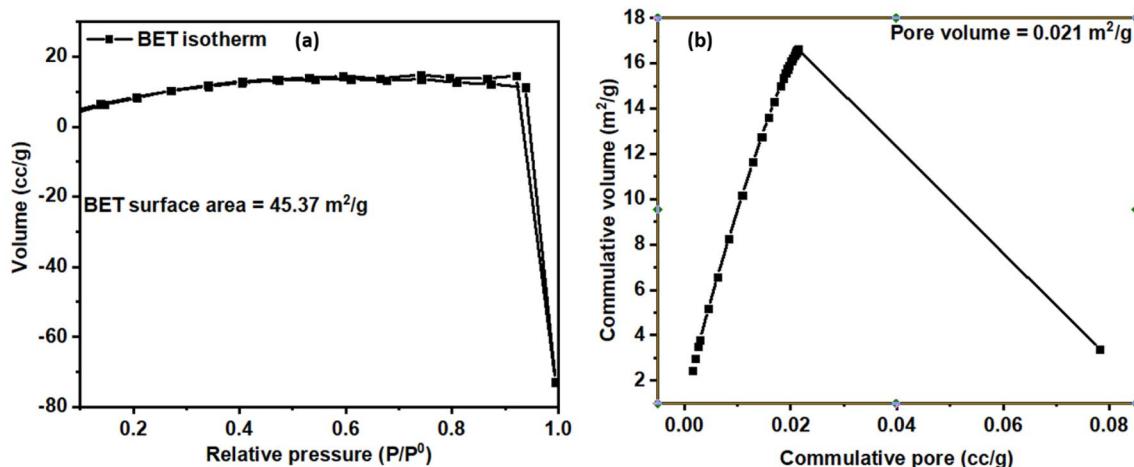 BET isotherm (a)
20
0
-20
-40
-60
-80
Volume (cc/g)
BET surface area = 45.37 m²/g
0.2 0.4 0.6 0.8 1.0
Relative pressure (P/P⁰)
(b) Pore volume = 0.021 m²/g
18
16
14
12
10
8
6
4
2
Commulative volume (m²/g)
0.00 0.02 0.04 0.06 0.08
Commulative pore (cc/g)